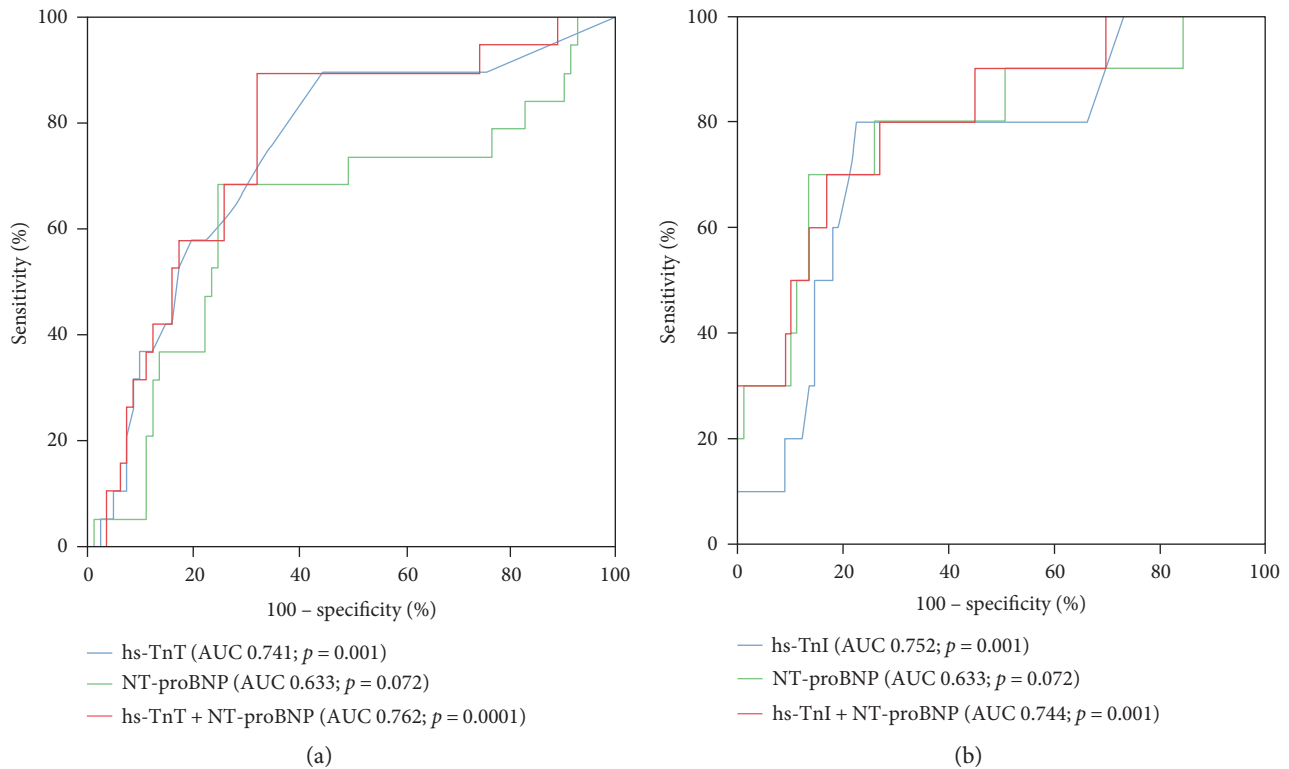 100
80
60
40
20
0
Sensitivity (%)
0 20 40 60 80 100
100 – specificity (%)
hs-TnT (AUC 0.741; p = 0.001)
NT-proBNP (AUC 0.633; p = 0.072)
hs-TnT + NT-proBNP (AUC 0.762; p = 0.0001)
(a)
100
80
60
40
20
0
Sensitivity (%)
0 20 40 60 80 100
100 – specificity (%)
hs-TnI (AUC 0.752; p = 0.001)
NT-proBNP (AUC 0.633; p = 0.072)
hs-TnI + NT-proBNP (AUC 0.744; p = 0.001)
(b)